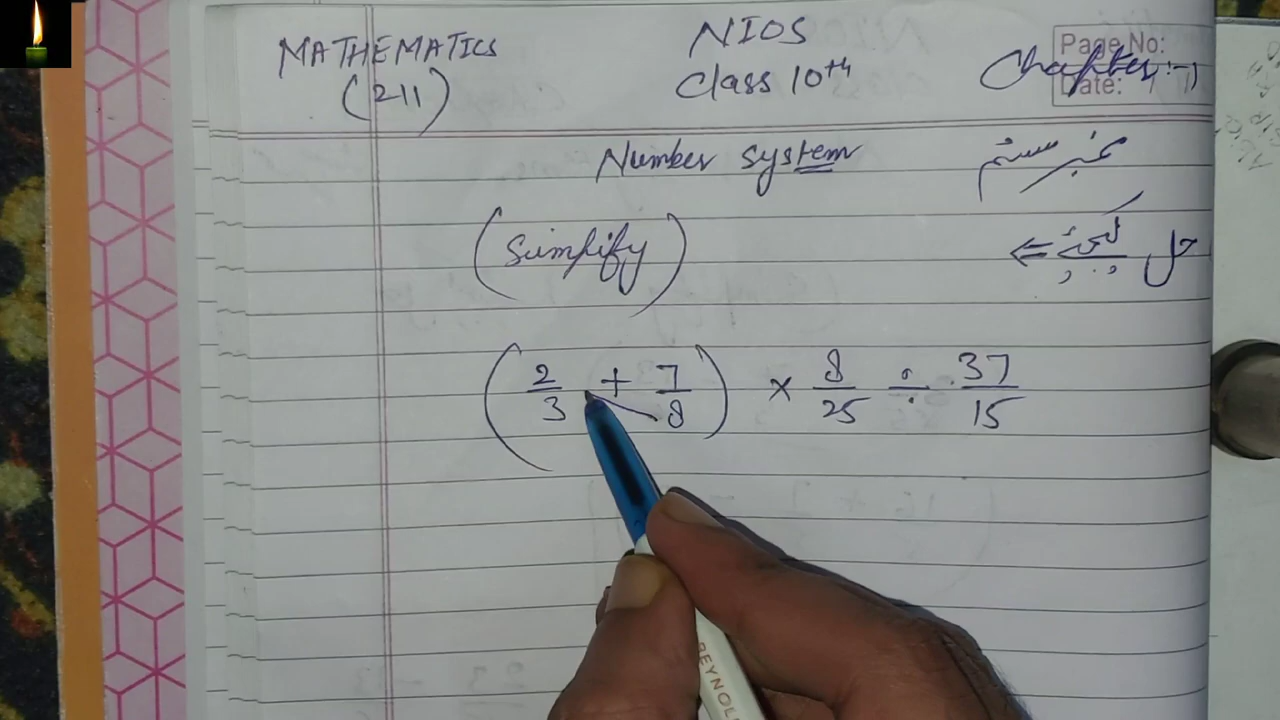 MATHEMATICS
(211)
NIOS
Class 10th
Page No:
Date:
Chapter :- 1
Number system
نمبر سسٹم
(Simplify)
حل کیجئے ⇐
(2/3 + 7/8) × 8/25 ÷ 37/15
REYNOL